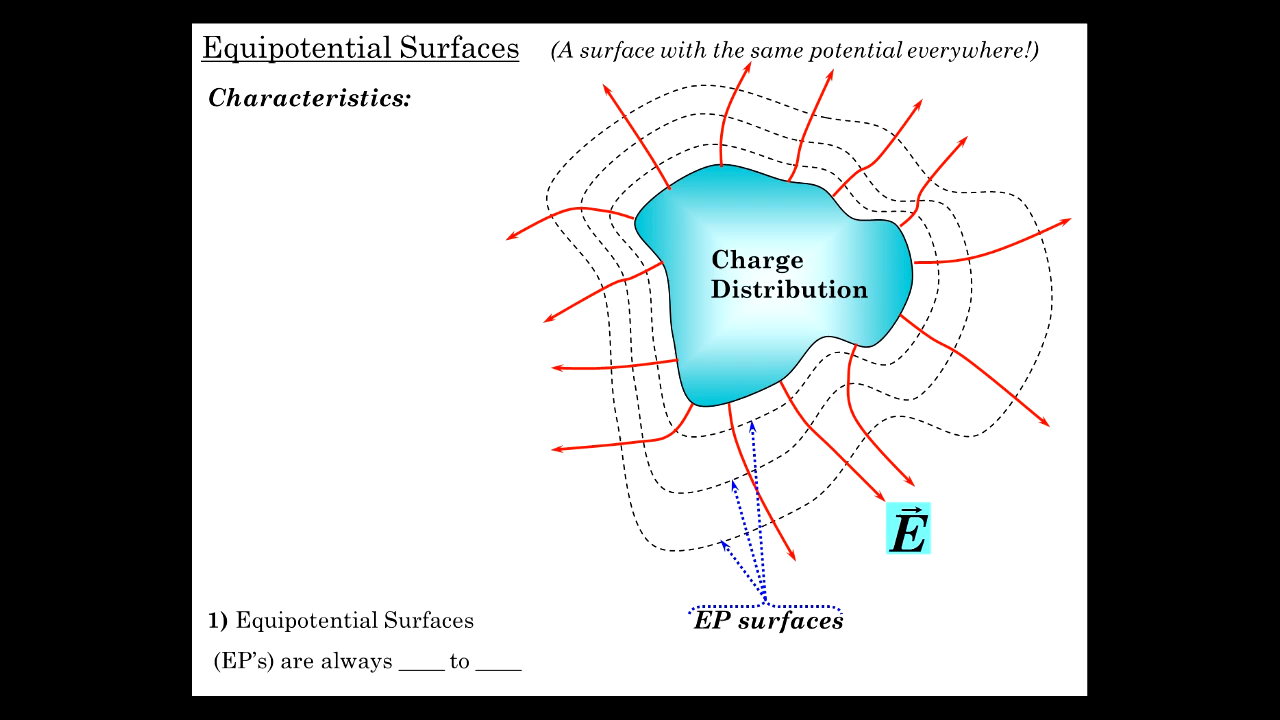 Equipotential Surfaces (A surface with the same potential everywhere!)
Characteristics:
Charge
Distribution
E
EP surfaces
1) Equipotential Surfaces
(EP's) are always ____ to ____